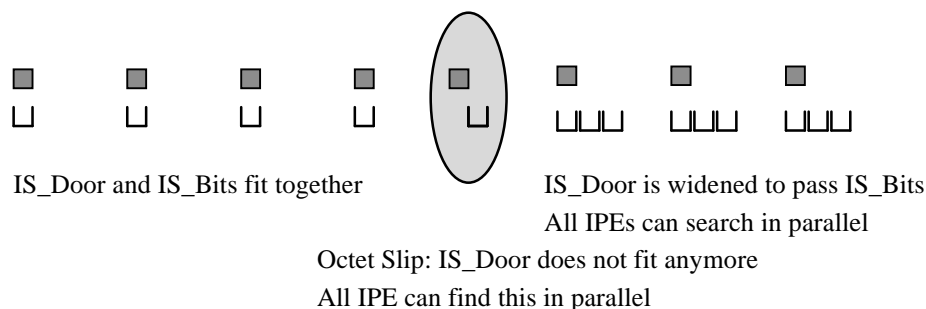 IS_Door and IS_Bits fit together
IS_Door is widened to pass IS_Bits
All IPEs can search in parallel
Octet Slip: IS_Door does not fit anymore
All IPE can find this in parallel